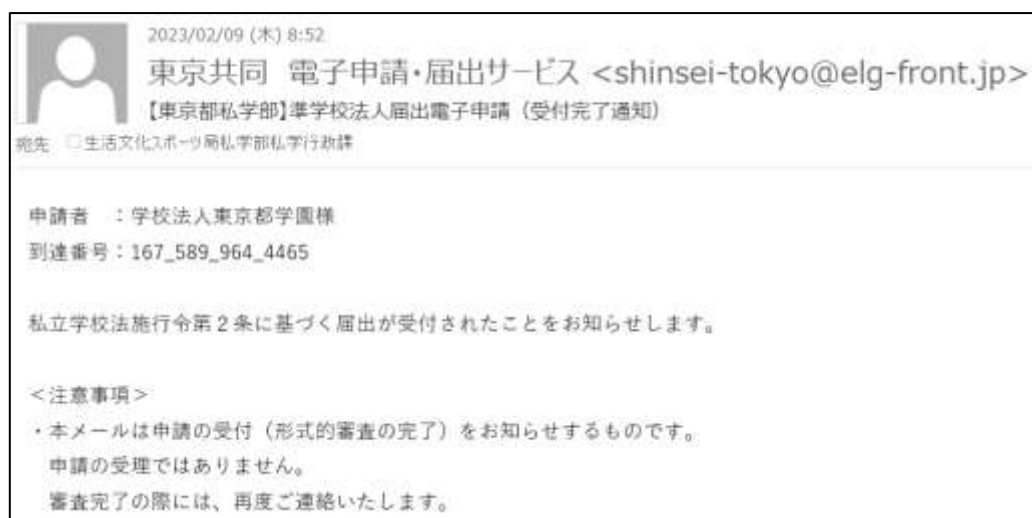 2023/02/09 (木) 8:52
東京共同 電子申請・届出サービス <shinsei-tokyo@elg-front.jp>
【東京都私学部】準学校法人届出電子申請（受付完了通知）
宛先 □生活文化スポーツ局私学部私学行政課
申請者 ：学校法人東京都学園様
到達番号：167_589_964_4465
私立学校法施行令第２条に基づく届出が受付されたことをお知らせします。
＜注意事項＞
・本メールは申請の受付（形式的審査の完了）をお知らせするものです。
申請の受理ではありません。
審査完了の際には、再度ご連絡いたします。